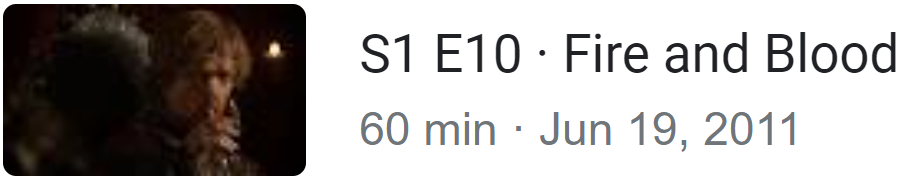 S1 E10 · Fire and Blood
60 min · Jun 19, 2011